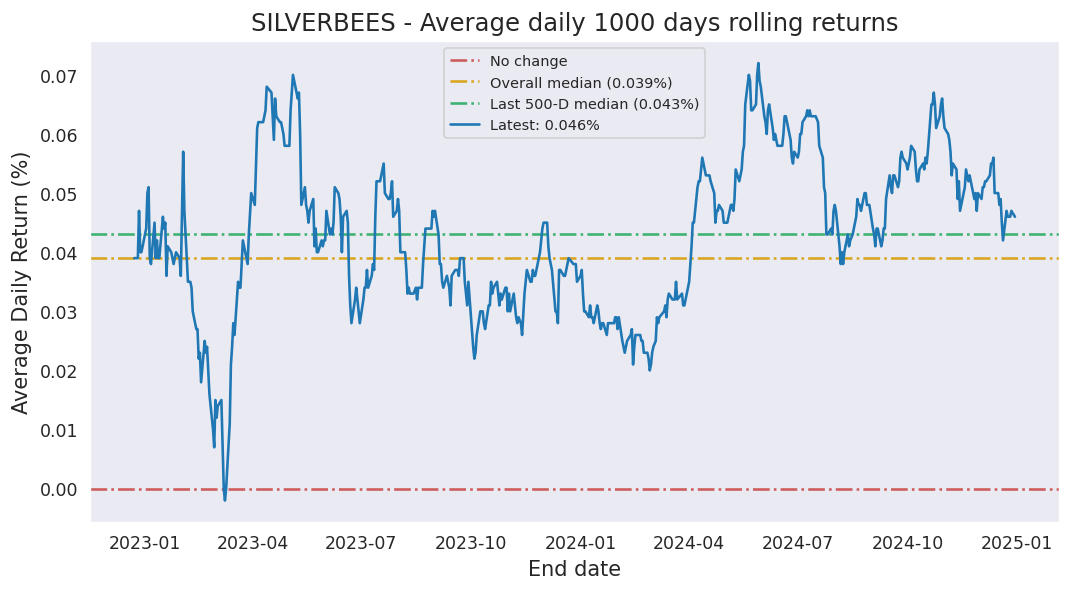 SILVERBEES - Average daily 1000 days rolling returns
No change
Overall median (0.039%)
Last 500-D median (0.043%)
Latest: 0.046%
Average Daily Return (%)
0.07
0.06
0.05
0.04
0.03
0.02
0.01
0.00
2023-01 2023-04 2023-07 2023-10 2024-01 2024-04 2024-07 2024-10 2025-01
End date